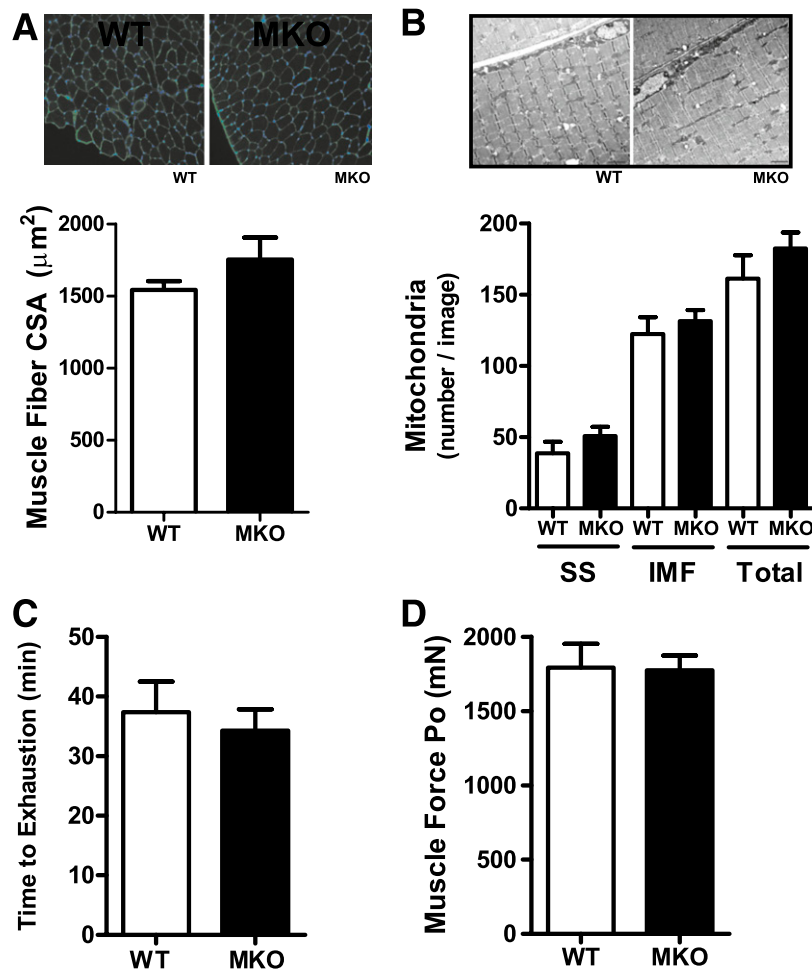 A
WT MKO
WT MKO
Muscle Fiber CSA (μm²)
2000
1500
1000
500
0
WT MKO
B
WT MKO
Mitochondria
(number / image)
200
150
100
50
0
WT MKO WT MKO WT MKO
SS IMF Total
C
Time to Exhaustion (min)
50
40
30
20
10
0
WT MKO
D
Muscle Force Po (mN)
2000
1500
1000
500
0
WT MKO